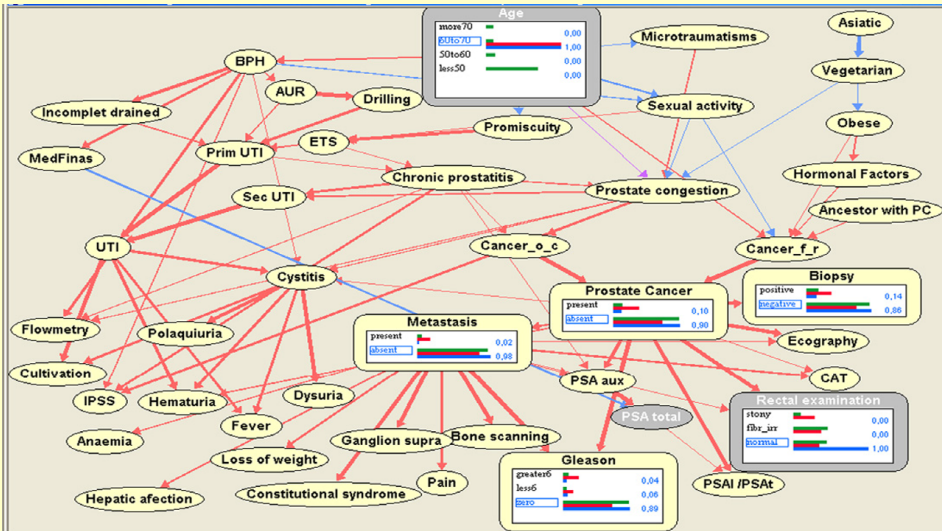 Age
more70 0,00
60to70 1,00
50to60 0,00
less50 0,00
Microtraumatisms
Asiatic
BPH
Vegetarian
AUR
Drilling
Sexual activity
Incomplet drained
Obese
ETS
Promiscuity
MedFinas
Prim UTI
Chronic prostatitis
Hormonal Factors
Sec UTI
Prostate congestion
Ancestor with PC
UTI
Cancer_o_c
Cancer_f_r
Cystitis
Biopsy
positive 0,14
negative 0,86
Prostate Cancer
present 0,10
absent 0,90
Metastasis
present 0,02
absent 0,98
Flowmetry
Polaquiuria
Ecography
Cultivation
IPSS
Hematuria
Dysuria
PSA aux
CAT
PSA total
Rectal examination
stony 0,00
fibr_irr 0,00
normal 1,00
Anaemia
Fever
Ganglion supra
Bone scanning
Loss of weight
Gleason
greater6 0,04
less6 0,06
zero 0,89
Pain
PSAl /PSAt
Hepatic afection
Constitutional syndrome